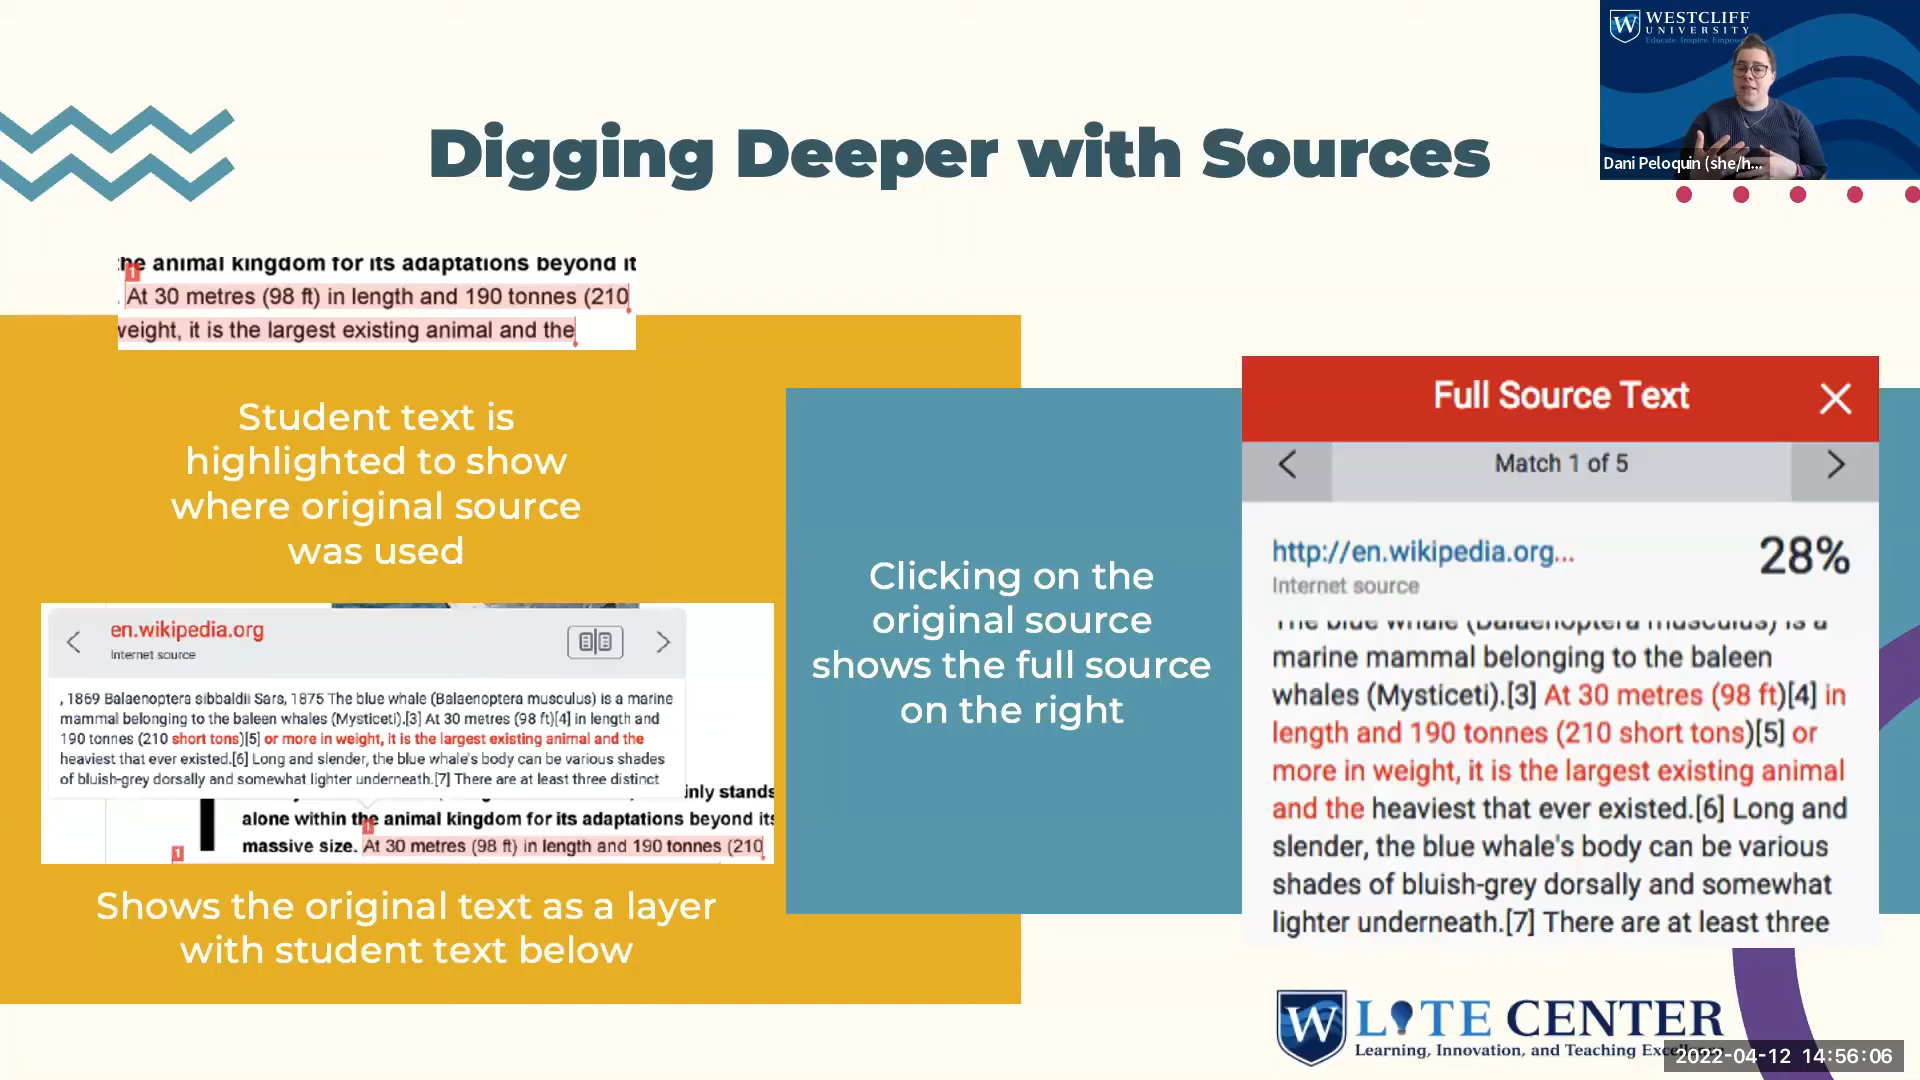 WESTCLIFF
UNIVERSITY
Educate. Inspire. Empower
Dani Peloquin (she/h...
Digging Deeper with Sources
the animal kingdom for its adaptations beyond it
1
. At 30 metres (98 ft) in length and 190 tonnes (210
weight, it is the largest existing animal and the
Student text is
highlighted to show
where original source
was used
en.wikipedia.org
Internet source
, 1869 Balaenoptera sibbaldii Sars, 1875 The blue whale (Balaenoptera musculus) is a marine
mammal belonging to the baleen whales (Mysticeti).[3] At 30 metres (98 ft)[4] in length and
190 tonnes (210 short tons)[5] or more in weight, it is the largest existing animal and the
heaviest that ever existed.[6] Long and slender, the blue whale's body can be various shades
of bluish-grey dorsally and somewhat lighter underneath.[7] There are at least three distinct
inly stands
alone within the animal kingdom for its adaptations beyond its
1
massive size. At 30 metres (98 ft) in length and 190 tonnes (210
1
Shows the original text as a layer
with student text below
Clicking on the
original source
shows the full source
on the right
Full Source Text
Match 1 of 5
http://en.wikipedia.org...
28%
Internet source
The blue whale (Balaenoptera musculus) is a
marine mammal belonging to the baleen
whales (Mysticeti).[3] At 30 metres (98 ft)[4] in
length and 190 tonnes (210 short tons)[5] or
more in weight, it is the largest existing animal
and the heaviest that ever existed.[6] Long and
slender, the blue whale's body can be various
shades of bluish-grey dorsally and somewhat
lighter underneath.[7] There are at least three
W LITE CENTER
Learning, Innovation, and Teaching
2022-04-12 14:56:06